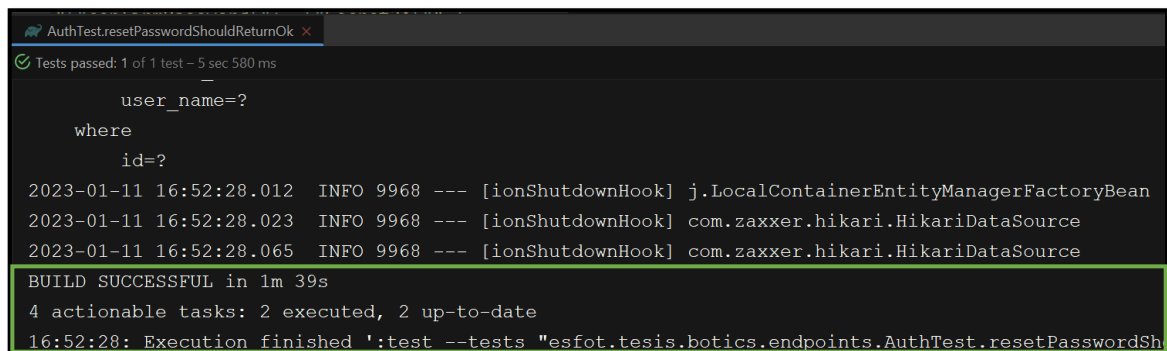 AuthTest.resetPasswordShouldReturnOk ×
Tests passed: 1 of 1 test – 5 sec 580 ms
user_name=?
where
id=?
2023-01-11 16:52:28.012 INFO 9968 --- [ionShutdownHook] j.LocalContainerEntityManagerFactoryBean
2023-01-11 16:52:28.023 INFO 9968 --- [ionShutdownHook] com.zaxxer.hikari.HikariDataSource
2023-01-11 16:52:28.065 INFO 9968 --- [ionShutdownHook] com.zaxxer.hikari.HikariDataSource
BUILD SUCCESSFUL in 1m 39s
4 actionable tasks: 2 executed, 2 up-to-date
16:52:28: Execution finished ':test --tests "esfot.tesis.botics.endpoints.AuthTest.resetPasswordSho